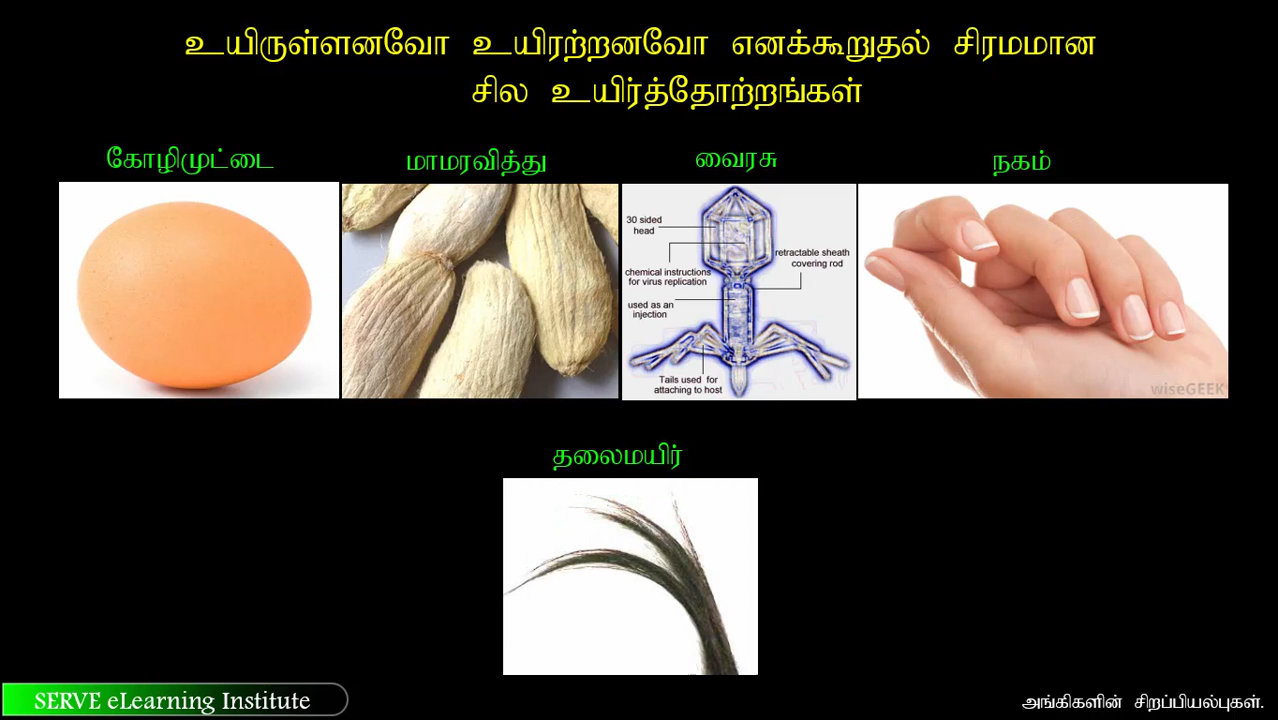 உயிருள்ளனவோ உயிரற்றனவோ எனக்கூறுதல் சிரமமான
சில உயிர்த்தோற்றங்கள்
கோழிமுட்டை
மாமரவித்து
வைரசு
நகம்
30 sided
head
chemical instructions
for virus replication
used as an
injection
retractable sheath
covering rod
Tails used for
attaching to host
wiseGEEK
தலைமயிர்
SERVE eLearning Institute
அங்கிகளின் சிறப்பியல்புகள்.